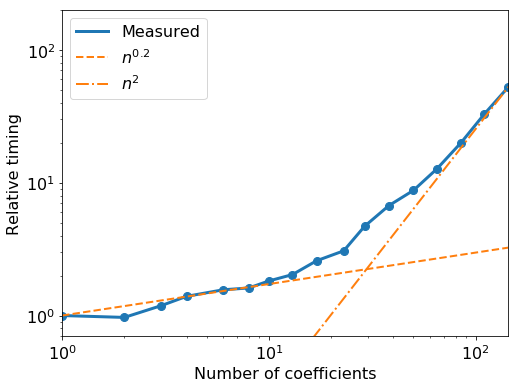 Measured
n^0.2
n^2
10^2
10^1
10^0
Relative timing
10^0 10^1 10^2
Number of coefficients